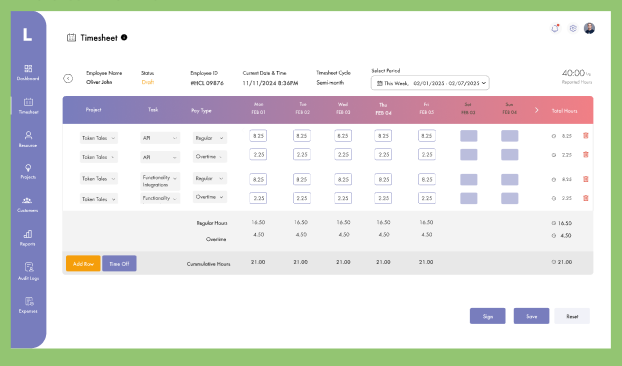 L
Timesheet
Dashboard
Timesheet
Resource
Projects
Customers
Reports
Audit Logs
Expenses
Employee Name
Oliver John
Status
Draft
Employee ID
#HCL 09876
Current Date & Time
11/11/2024 8:36PM
Timesheet Cycle
Semi-month
Select Period
This Week, 02/01/2025 - 02/07/2025
40:00 hrs
Reported Hours
Project Task Pay Type Mon FEB 01 Tue FEB 02 Wed FEB 03 Thu FEB 04 Fri FEB 05 Sat FEB 03 Sun FEB 04 Total Hours
Token Tales API Regular 8.25 8.25 8.25 8.25 8.25 8.25
Token Tales API Overtime 2.25 2.25 2.25 2.25 2.25 2.25
Token Tales Functionality Integrations Regular 8.25 8.25 8.25 8.25 8.25 8.24
Token Tales Functionality Overtime 2.25 2.25 2.25 2.25 2.25 2.25
Regular Hours 16.50 16.50 16.50 16.50 16.50 16.50
Overtime 4.50 4.50 4.50 4.50 4.50 4.50
Add Row Time Off Cummulative Hours 21.00 21.00 21.00 21.00 21.00 21.00
Sign Save Reset